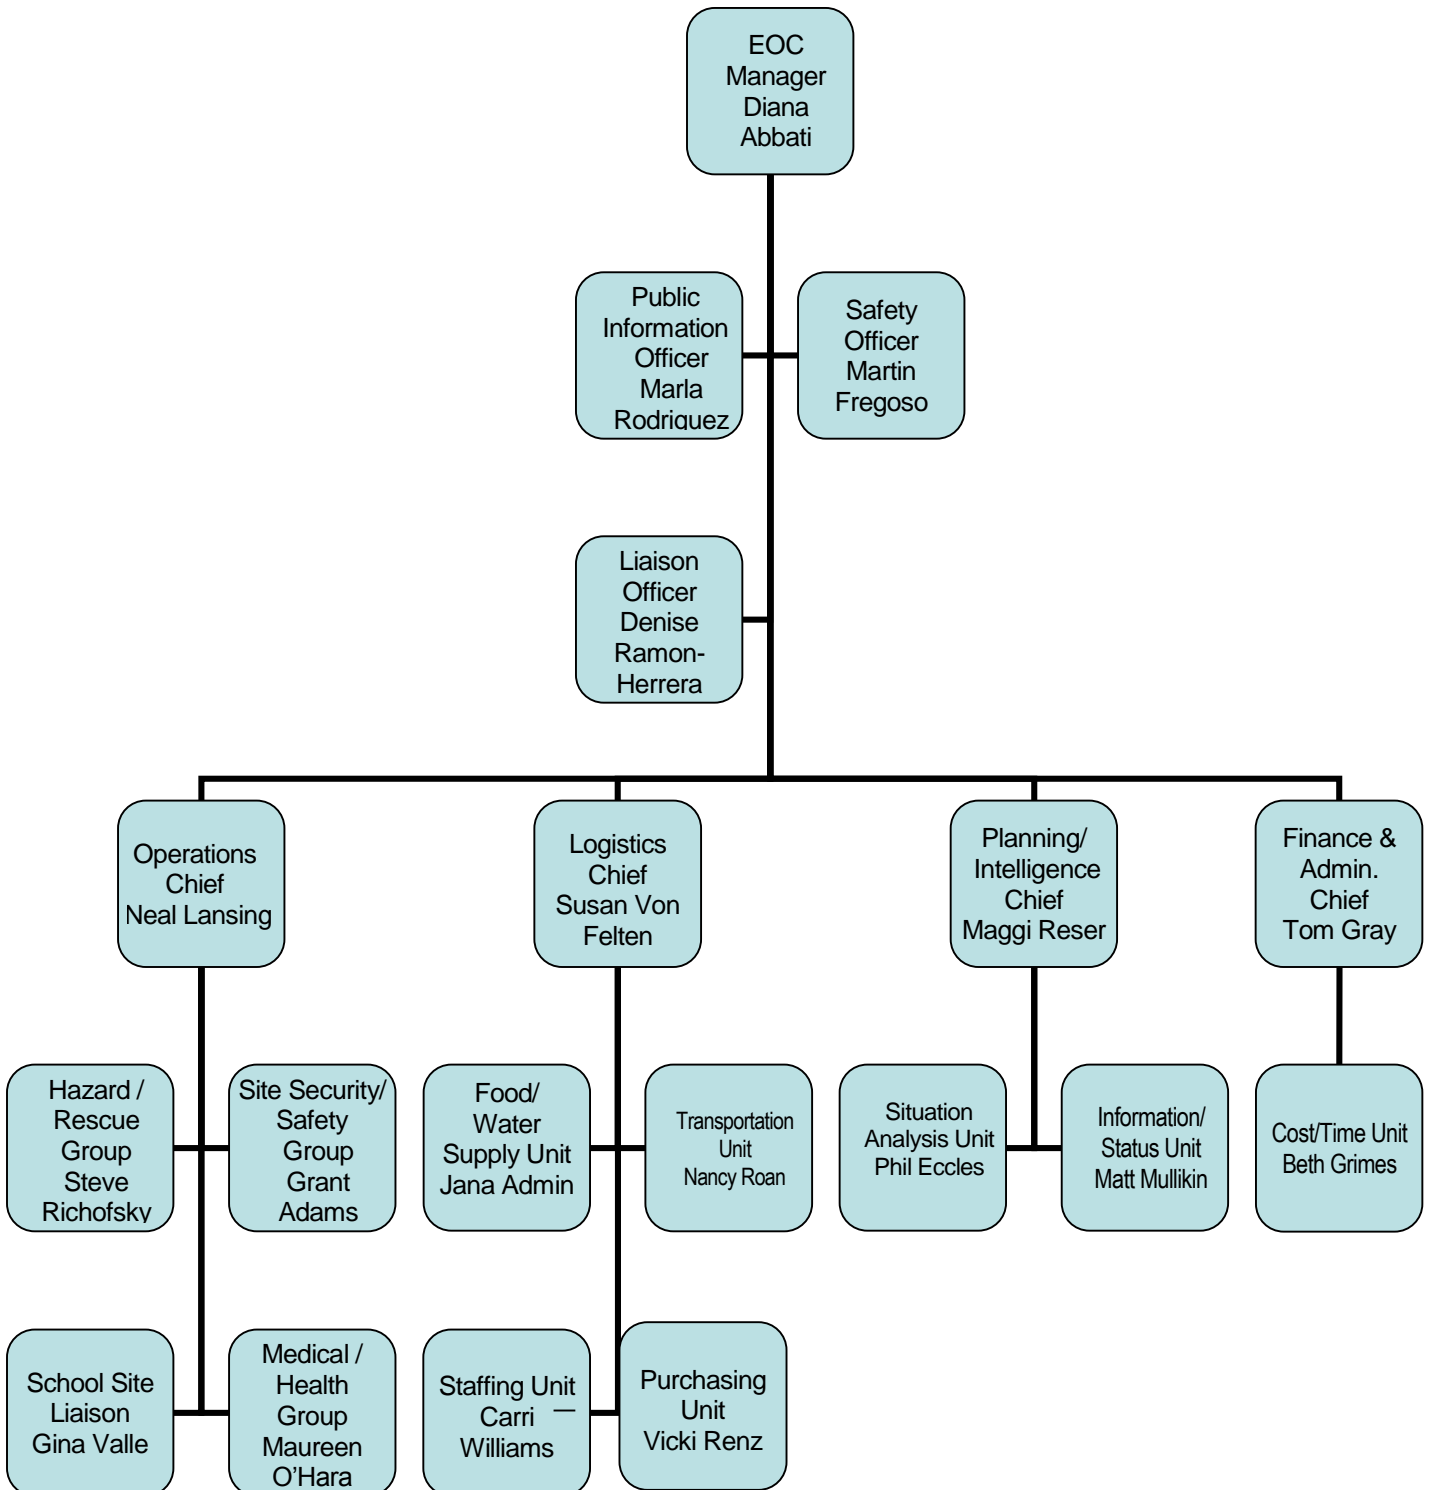 EOC
Manager
Diana
Abbati
Public
Information
Officer
Marla
Rodriguez
Safety
Officer
Martin
Fregoso
Liaison
Officer
Denise
Ramon-
Herrera
Operations
Chief
Neal Lansing
Logistics
Chief
Susan Von
Felten
Planning/
Intelligence
Chief
Maggi Reser
Finance &
Admin.
Chief
Tom Gray
Hazard /
Rescue
Group
Steve
Richofsky
Site Security/
Safety
Group
Grant
Adams
Food/
Water
Supply Unit
Jana Admin
Transportation
Unit
Nancy Roan
Situation
Analysis Unit
Phil Eccles
Information/
Status Unit
Matt Mullikin
Cost/Time Unit
Beth Grimes
School Site
Liaison
Gina Valle
Medical /
Health
Group
Maureen
O'Hara
Staffing Unit
Carri —
Williams
Purchasing
Unit
Vicki Renz